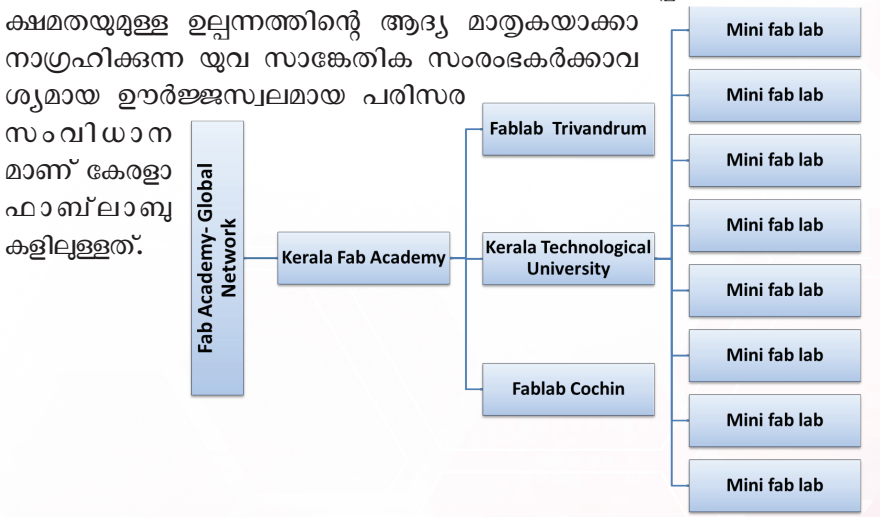 ക്ഷമതയുമുള്ള ഉല്പന്നത്തിന്റെ ആദ്യ മാതൃകയാക്കാ
നാഗ്രഹിക്കുന്ന യുവ സാങ്കേതിക സംരംഭകർക്കാവ
ശ്യമായ ഊർജ്ജസ്വലമായ പരിസര
സംവിധാന
മാണ് കേരളാ
ഫാബ്‌ലാബു
കളിലുള്ളത്.
Fab Academy- Global
Network
Kerala Fab Academy
Fablab Trivandrum
Kerala Technological
University
Fablab Cochin
Mini fab lab
Mini fab lab
Mini fab lab
Mini fab lab
Mini fab lab
Mini fab lab
Mini fab lab
Mini fab lab